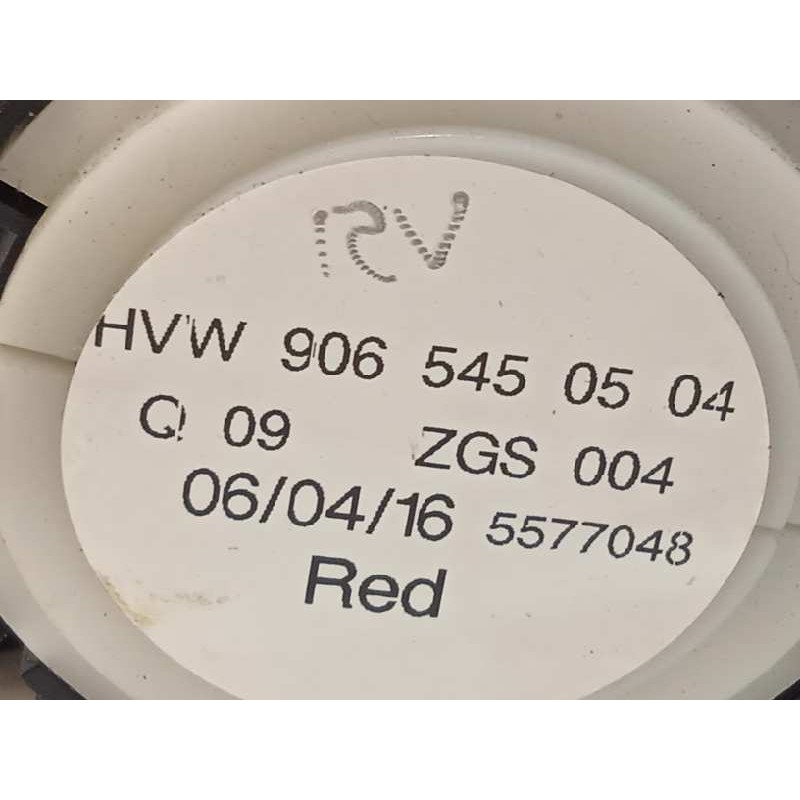 RV
HVW 906 545 05 04
Q 09 ZGS 004
06/04/16 5577048
Red